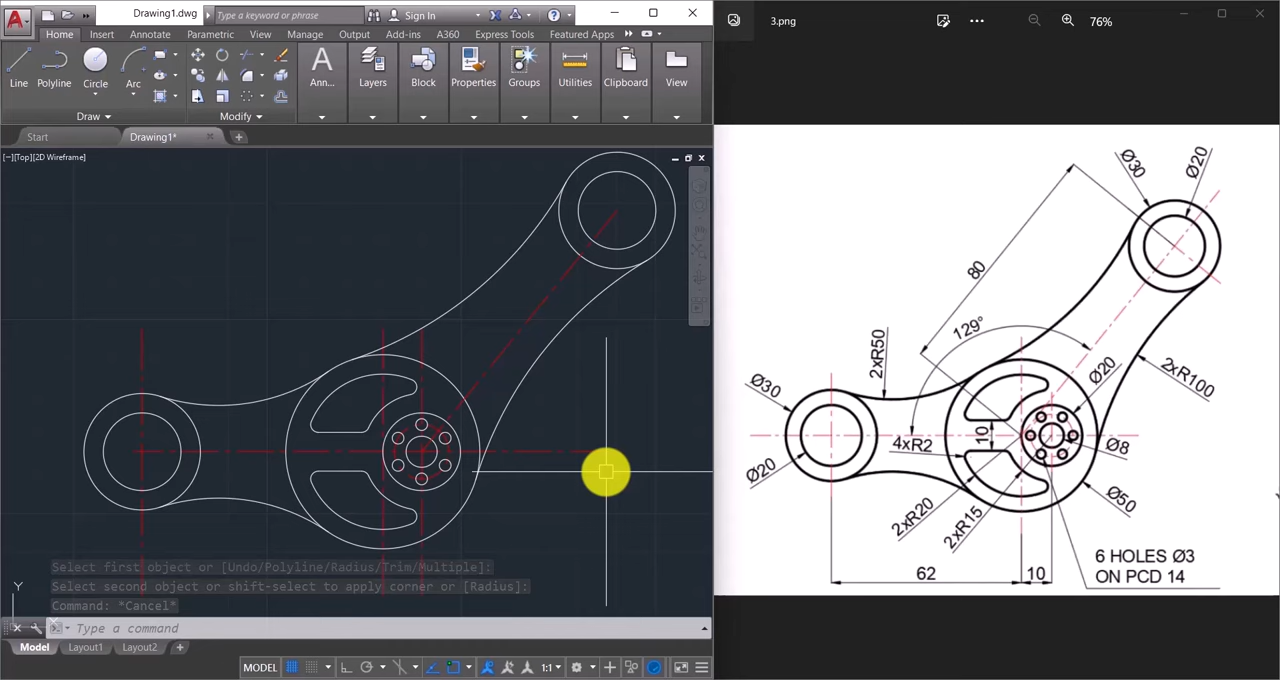 A Drawing1.dwg Type a keyword or phrase Sign In ?
Home Insert Annotate Parametric View Manage Output Add-ins A360 Express Tools Featured Apps
Line Polyline Circle Arc
A Ann... Layers Block Properties Groups Utilities Clipboard View
Draw Modify
Start Drawing1* +
[−][Top][2D Wireframe]
Select first object or [Undo/Polyline/Radius/Trim/Multiple]:
Select second object or shift-select to apply corner or [Radius]:
Command: *Cancel*
Y
Type a command
Model Layout1 Layout2 +
MODEL 1:1
3.png 76%
Ø30
Ø20
80
129°
2xR50
Ø20
2xR100
Ø30
10
4xR2
Ø8
Ø20
2xR20
2xR15
Ø50
6 HOLES Ø3
ON PCD 14
62
10